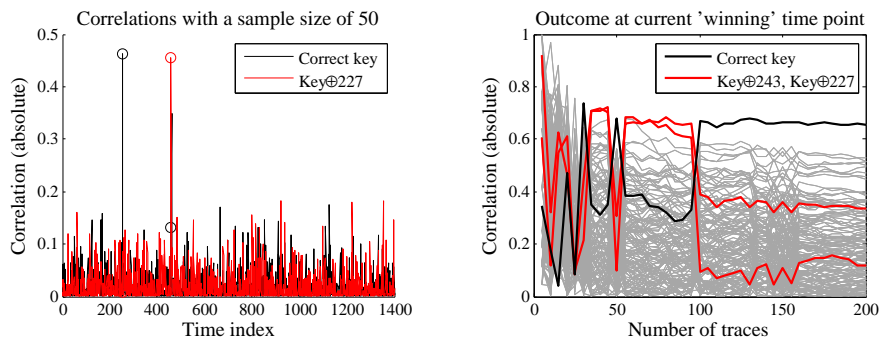 Correlations with a sample size of 50
Correlation (absolute)
0.5
0.4
0.3
0.2
0.1
0
0 200 400 600 800 1000 1200 1400
Time index
Correct key
Key⊕227
Outcome at current 'winning' time point
Correlation (absolute)
1
0.8
0.6
0.4
0.2
0
0 50 100 150 200
Number of traces
Correct key
Key⊕243, Key⊕227